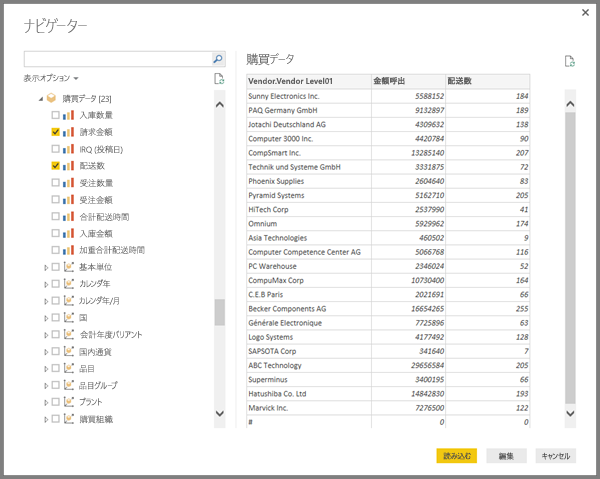 ナビゲーター
表示オプション
購買データ [23]
入庫数量
請求金額
IRQ (投稿日)
配送数
受注数量
受注金額
合計配送時間
入庫金額
加重合計配送時間
基本単位
カレンダ年
カレンダ年/月
国
会計年度バリアント
国内通貨
品目
品目グループ
プラント
購買組織
購買データ
Vendor.Vendor Level01 金額呼出 配送数
Sunny Electronics Inc. 5588152 184
PAQ Germany GmbH 9132897 189
Jotachi Deutschland AG 4309632 138
Computer 3000 Inc. 4420784 90
CompSmart Inc. 13285140 207
Technik und Systeme GmbH 3331875 72
Phoenix Supplies 2604640 83
Pyramid Systems 5162710 205
HiTech Corp 2537990 41
Omnium 5929962 174
Asia Technologies 460502 9
Computer Competence Center AG 5066768 116
PC Warehouse 2346024 52
CompuMax Corp 10730400 164
C.E.B Paris 2021691 66
Becker Components AG 16654265 255
Générale Electronique 7725896 63
Logo Systems 4177492 128
SAPSOTA Corp 341640 7
ABC Technology 29656584 205
Superminus 3400195 66
Hatushiba Co. Ltd 14842830 193
Marvick Inc. 7276500 122
# 0 0
読み込む 編集 キャンセル